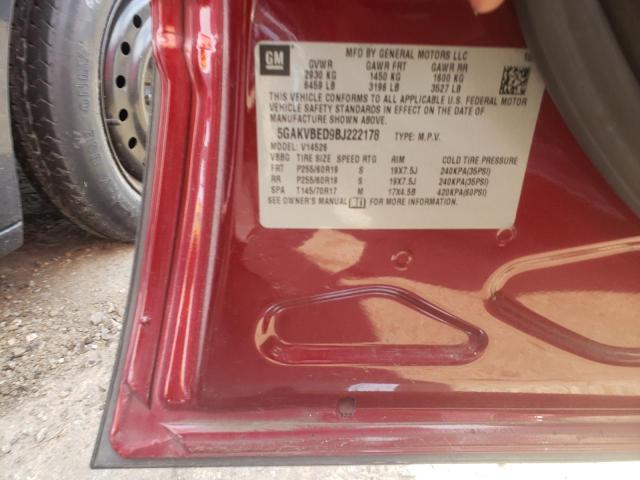 GM
MFD BY GENERAL MOTORS LLC
GVWR GAWR FRT GAWR RR
2930 KG 1450 KG 1600 KG
6459 LB 3196 LB 3527 LB
THIS VEHICLE CONFORMS TO ALL APPLICABLE U.S. FEDERAL MOTOR
VEHICLE SAFETY STANDARDS IN EFFECT ON THE DATE OF
MANUFACTURE SHOWN ABOVE.
5GAKVBED9BJ222178 TYPE: M.P.V.
MODEL: V14526
VBBG TIRE SIZE SPEED RTG RIM COLD TIRE PRESSURE
FRT P255/60R19 S 19X7.5J 240KPA(35PSI)
RR P255/60R19 S 19X7.5J 240KPA(35PSI)
SPA T145/70R17 M 17X4.5B 420KPA(60PSI)
SEE OWNER'S MANUAL FOR MORE INFORMATION.